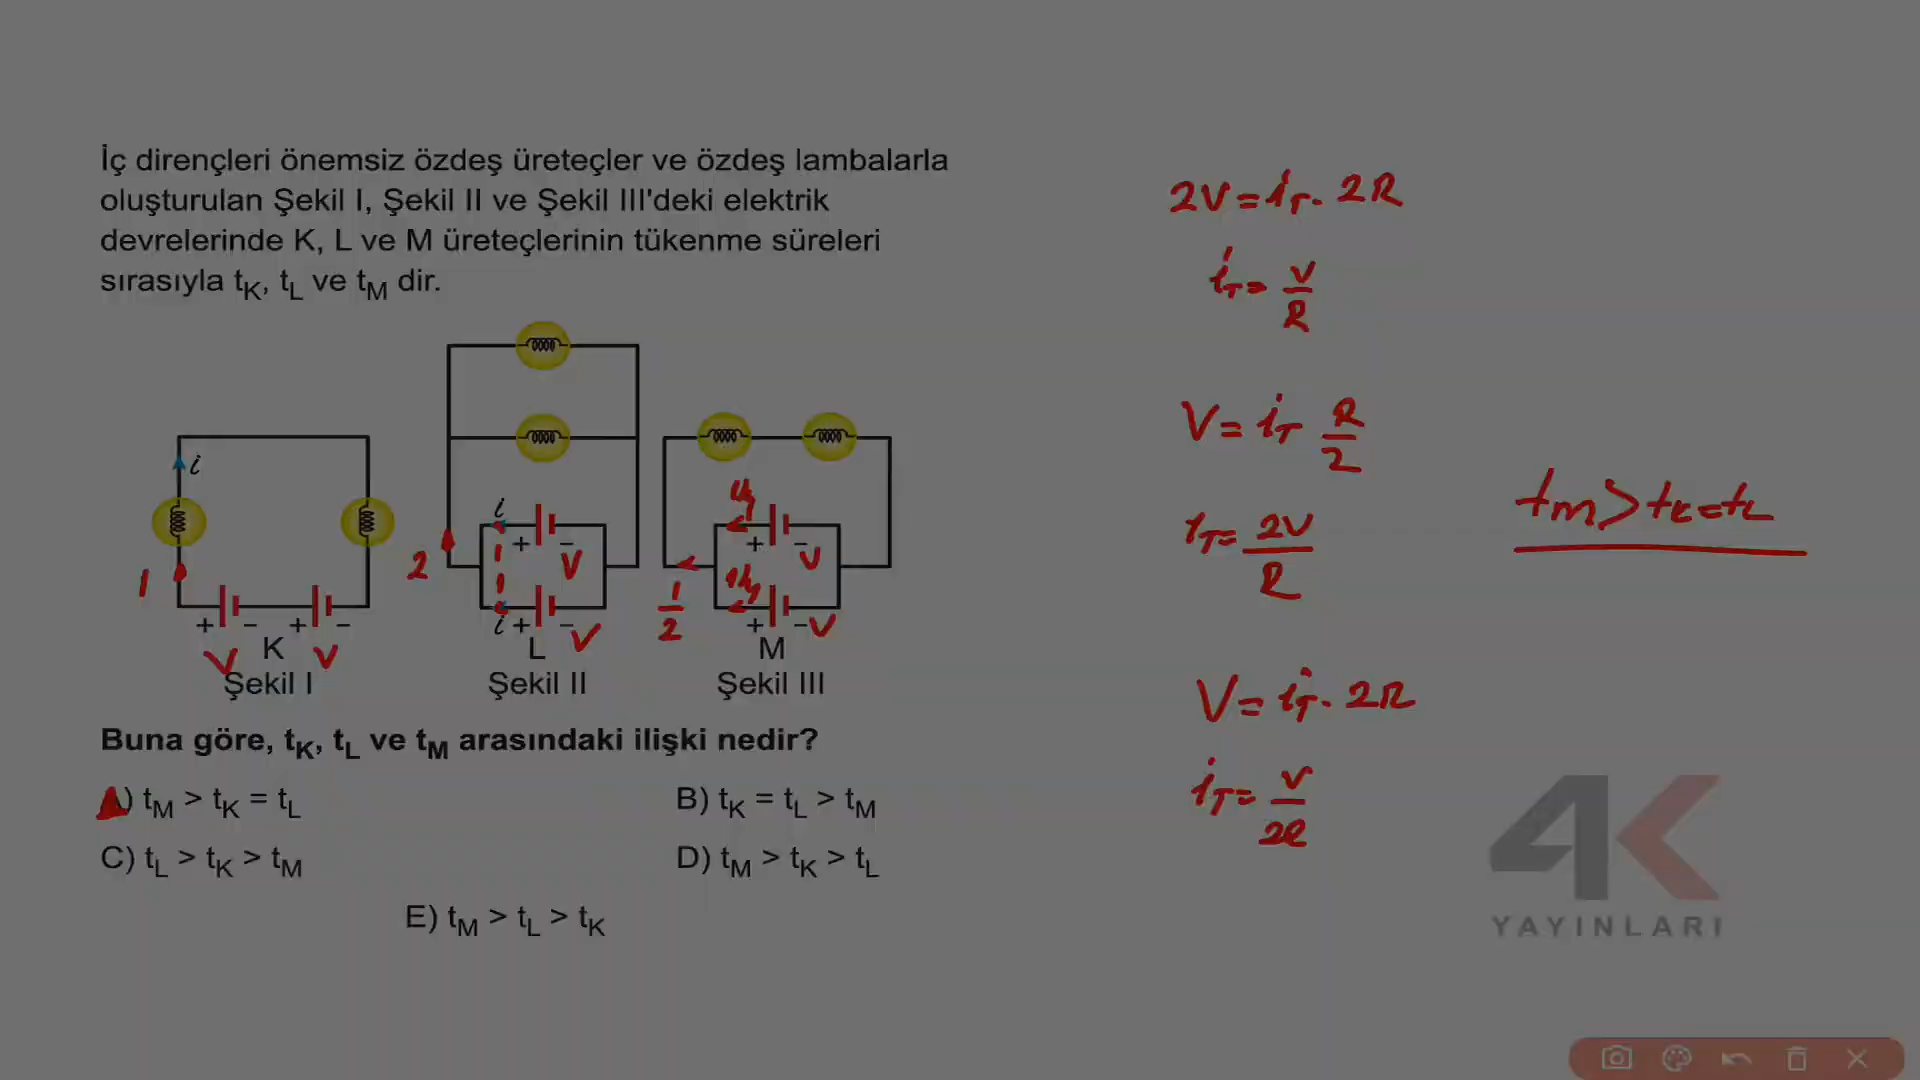 İç dirençleri önemsiz özdeş üreteçler ve özdeş lambalarla
oluşturulan Şekil I, Şekil II ve Şekil III'deki elektrik
devrelerinde K, L ve M üreteçlerinin tükenme süreleri
sırasıyla tK, tL ve tM dir.
i
1
+ - + -
V K V
Şekil I
2
i
+ - V
i + - V
L
Şekil II
+ - V
1/2
+ - V
M
Şekil III
Buna göre, tK, tL ve tM arasındaki ilişki nedir?
A) tM > tK = tL
B) tK = tL > tM
C) tL > tK > tM
D) tM > tK > tL
E) tM > tL > tK
2V = iT . 2R
iT = V/R
V = iT R/2
iT = 2V/R
V = iT . 2R
iT = V/2R
tM > tK = tL
4K
YAYINLARI